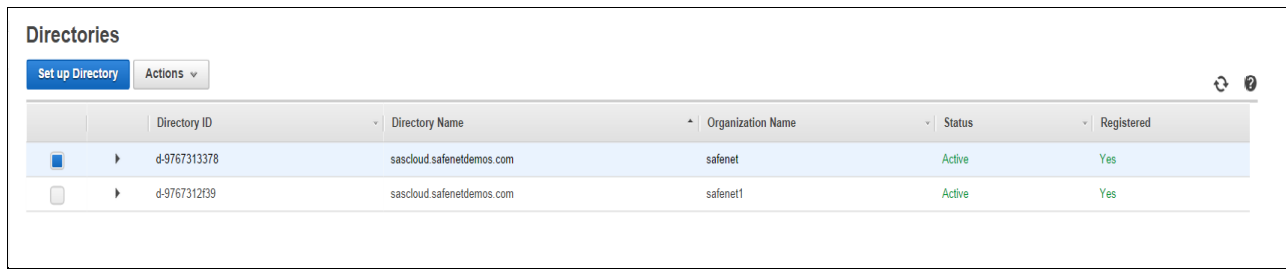 Directories
Set up Directory Actions
Directory ID Directory Name Organization Name Status Registered
d-9767313378 sascloud.safenetdemos.com safenet Active Yes
d-9767312f39 sascloud.safenetdemos.com safenet1 Active Yes